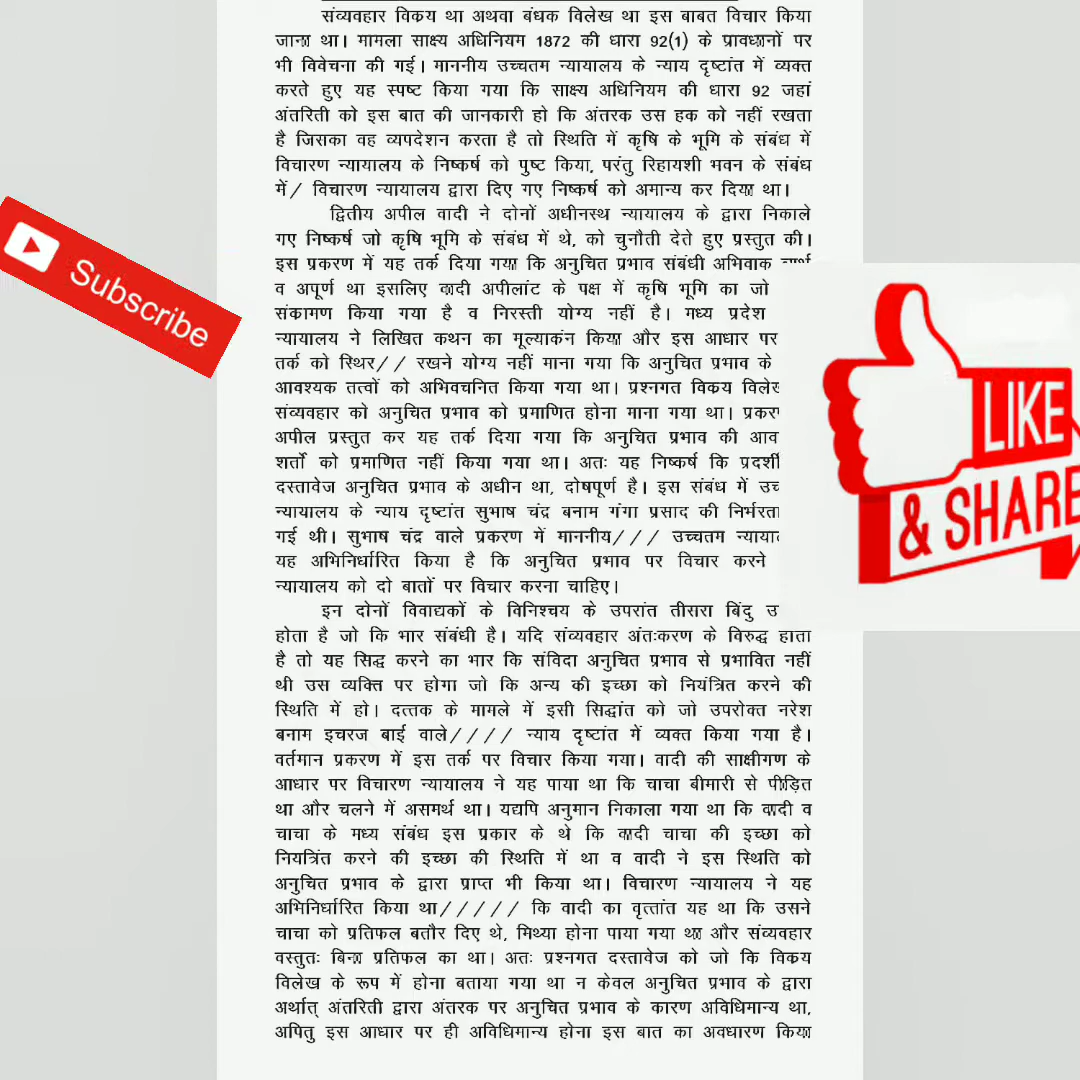 संव्यवहार विकय था अथवा बंधक विलेख था इस बाबत विचार किया
जाना था। मामला साक्ष्य अधिनियम 1872 की धारा 92(1) के प्रावधानों पर
भी विवेचना की गई। माननीय उच्चतम न्यायालय के न्याय दृष्टांत में व्यक्त
करते हुए यह स्पष्ट किया गया कि साक्ष्य अधिनियम की धारा 92 जहां
अंतरिती को इस बात की जानकारी हो कि अंतरक उस हक को नहीं रखता
है जिसका वह व्यपदेशन करता है तो स्थिति में कृषि के भूमि के संबंध में
विचारण न्यायालय के निष्कर्ष को पुष्ट किया, परंतु रिहायशी भवन के संबंध
में/ विचारण न्यायालय द्वारा दिए गए निष्कर्ष को अमान्य कर दिया था।
द्वितीय अपील वादी ने दोनों अधीनस्थ न्यायालय के द्वारा निकाले
गए निष्कर्ष जो कृषि भूमि के संबंध में थे, को चुनौती देते हुए प्रस्तुत की।
इस प्रकरण में यह तर्क दिया गया कि अनुचित प्रभाव संबंधी अभिवाक
व अपूर्ण था इसलिए वादी अपीलांट के पक्ष में कृषि भूमि का जो
संकामण किया गया है व निरस्ती योग्य नहीं है। मध्य प्रदेश
न्यायालय ने लिखित कथन का मूल्याकंन किया और इस आधार पर
तर्क को स्थिर// रखने योग्य नहीं माना गया कि अनुचित प्रभाव के
आवश्यक तत्वों को अभिवचनित किया गया था। प्रश्नगत विकय
संव्यवहार को अनुचित प्रभाव को प्रमाणित होना माना गया था।
अपील प्रस्तुत कर यह तर्क दिया गया कि अनुचित प्रभाव की
शर्तों को प्रमाणित नहीं किया गया था। अतः यह निष्कर्ष कि
दस्तावेज अनुचित प्रभाव के अधीन था, दोषपूर्ण है। इस संबंध में
न्यायालय के न्याय दृष्टांत सुभाष चंद्र बनाम गंगा प्रसाद की निर्भरता
गई थी। सुभाष चंद्र वाले प्रकरण में माननीय/// उच्चतम
यह अभिनिर्धारित किया है कि अनुचित प्रभाव पर विचार करने
न्यायालय को दो बातों पर विचार करना चाहिए।
इन दोनों विवाद्यकों के विनिश्चय के उपरांत तीसरा बिंदु
होता है जो कि भार संबंधी है। यदि संव्यवहार अंतःकरण के विरुद्ध होता
है तो यह सिद्ध करने का भार कि संविदा अनुचित प्रभाव से प्रभावित नहीं
थी उस व्यक्ति पर होगा जो कि अन्य की इच्छा को नियंत्रित करने की
स्थिति में हो। दत्तक के मामले में इसी सिद्धांत को जो उपरोक्त नरेश
बनाम इचरज बाई वाले//// न्याय दृष्टांत में व्यक्त किया गया है।
वर्तमान प्रकरण में इस तर्क पर विचार किया गया। वादी की साक्षीगण के
आधार पर विचारण न्यायालय ने यह पाया था कि चाचा बीमारी से पीड़ित
था और चलने में असमर्थ था। यद्यपि अनुमान निकाला गया था कि वादी व
चाचा के मध्य संबंध इस प्रकार के थे कि वादी चाचा की इच्छा को
नियत्रिंत करने की इच्छा की स्थिति में था व वादी ने इस स्थिति को
अनुचित प्रभाव के द्वारा प्राप्त भी किया था। विचारण न्यायालय ने यह
अभिनिर्धारित किया था///// कि वादी का वृत्तांत यह था कि उसने
चाचा को प्रतिफल बतौर दिए थे, मिथ्या होना पाया गया था और संव्यवहार
वस्तुतः बिना प्रतिफल का था। अतः प्रश्नगत दस्तावेज को जो कि विकय
विलेख के रूप में होना बताया गया था न केवल अनुचित प्रभाव के द्वारा
अर्थात् अंतरिती द्वारा अंतरक पर अनुचित प्रभाव के कारण अविधिमान्य था,
अपितु इस आधार पर ही अविधिमान्य होना इस बात का अवधारण किया
Subscribe
LIKE
& SHARE